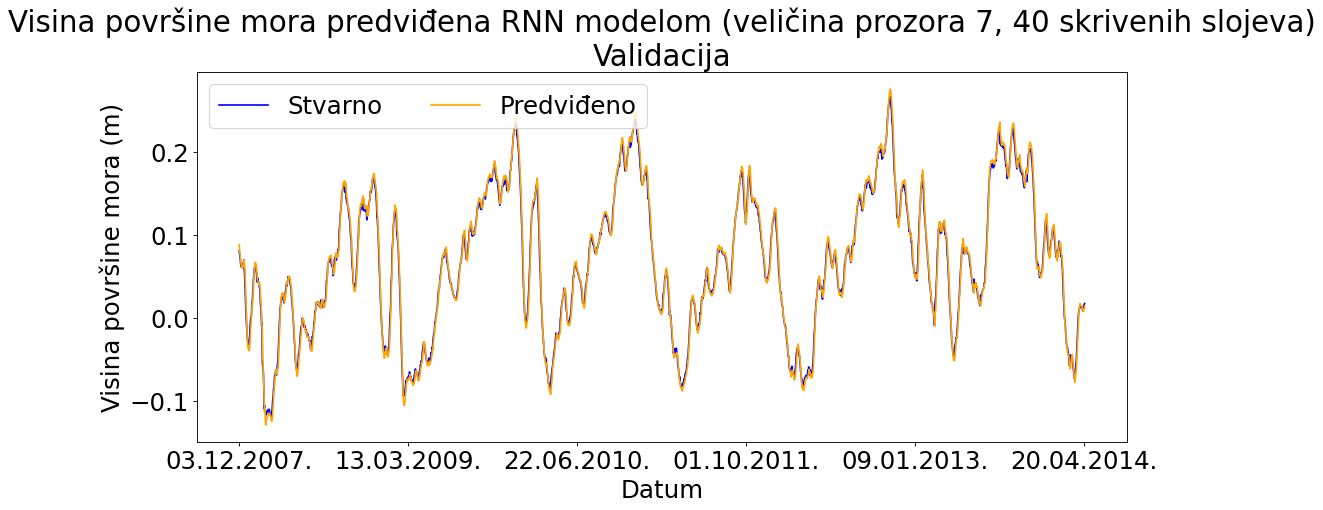 Visina površine mora predviđena RNN modelom (veličina prozora 7, 40 skrivenih slojeva)
Validacija
Stvarno Predviđeno
Visina površine mora (m)
0.2
0.1
0.0
−0.1
03.12.2007. 13.03.2009. 22.06.2010. 01.10.2011. 09.01.2013. 20.04.2014.
Datum